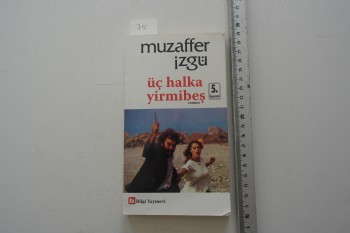 muzaffer
izgü
üç halka
yirmibeş
5.
Bilgi Yayınevi